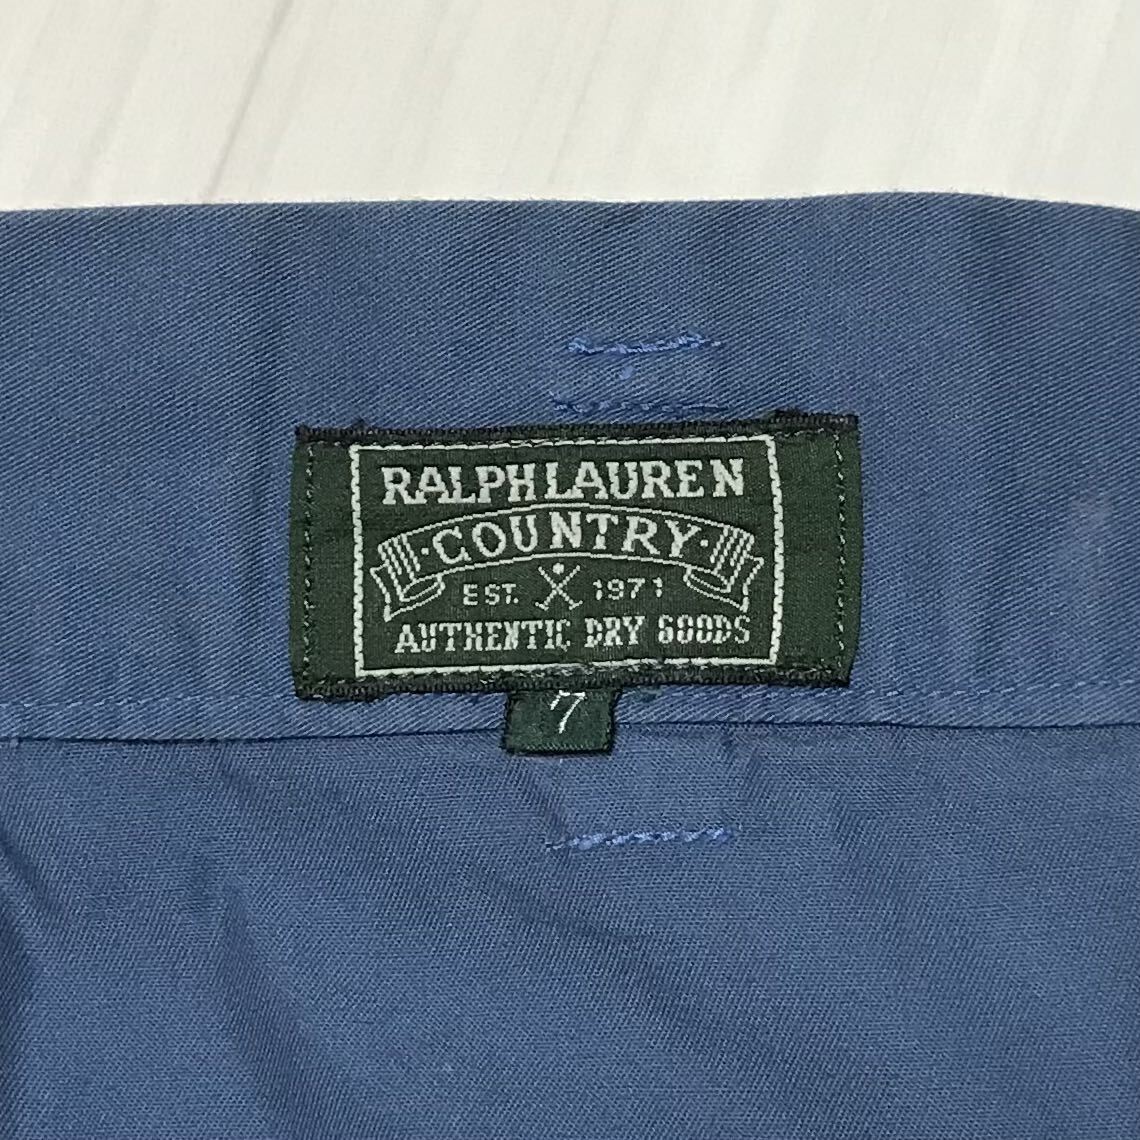 RALPH LAUREN
·COUNTRY·
EST. 1971
AUTHENTIC DRY GOODS
7